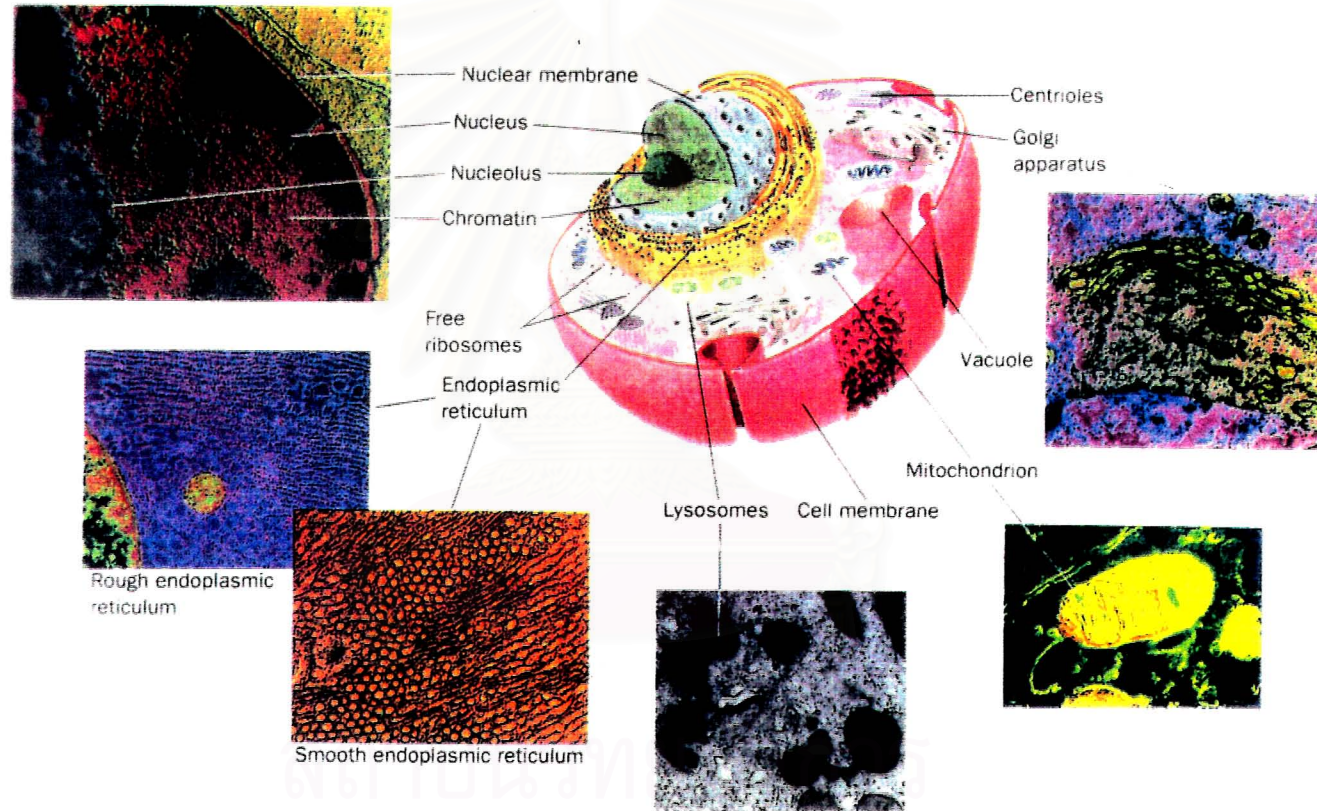 Nuclear membrane
Nucleus
Nucleolus
Chromatin
Free
ribosomes
Endoplasmic
reticulum
Centrioles
Golgi
apparatus
Vacuole
Mitochondrion
Lysosomes
Cell membrane
Rough endoplasmic
reticulum
Smooth endoplasmic reticulum